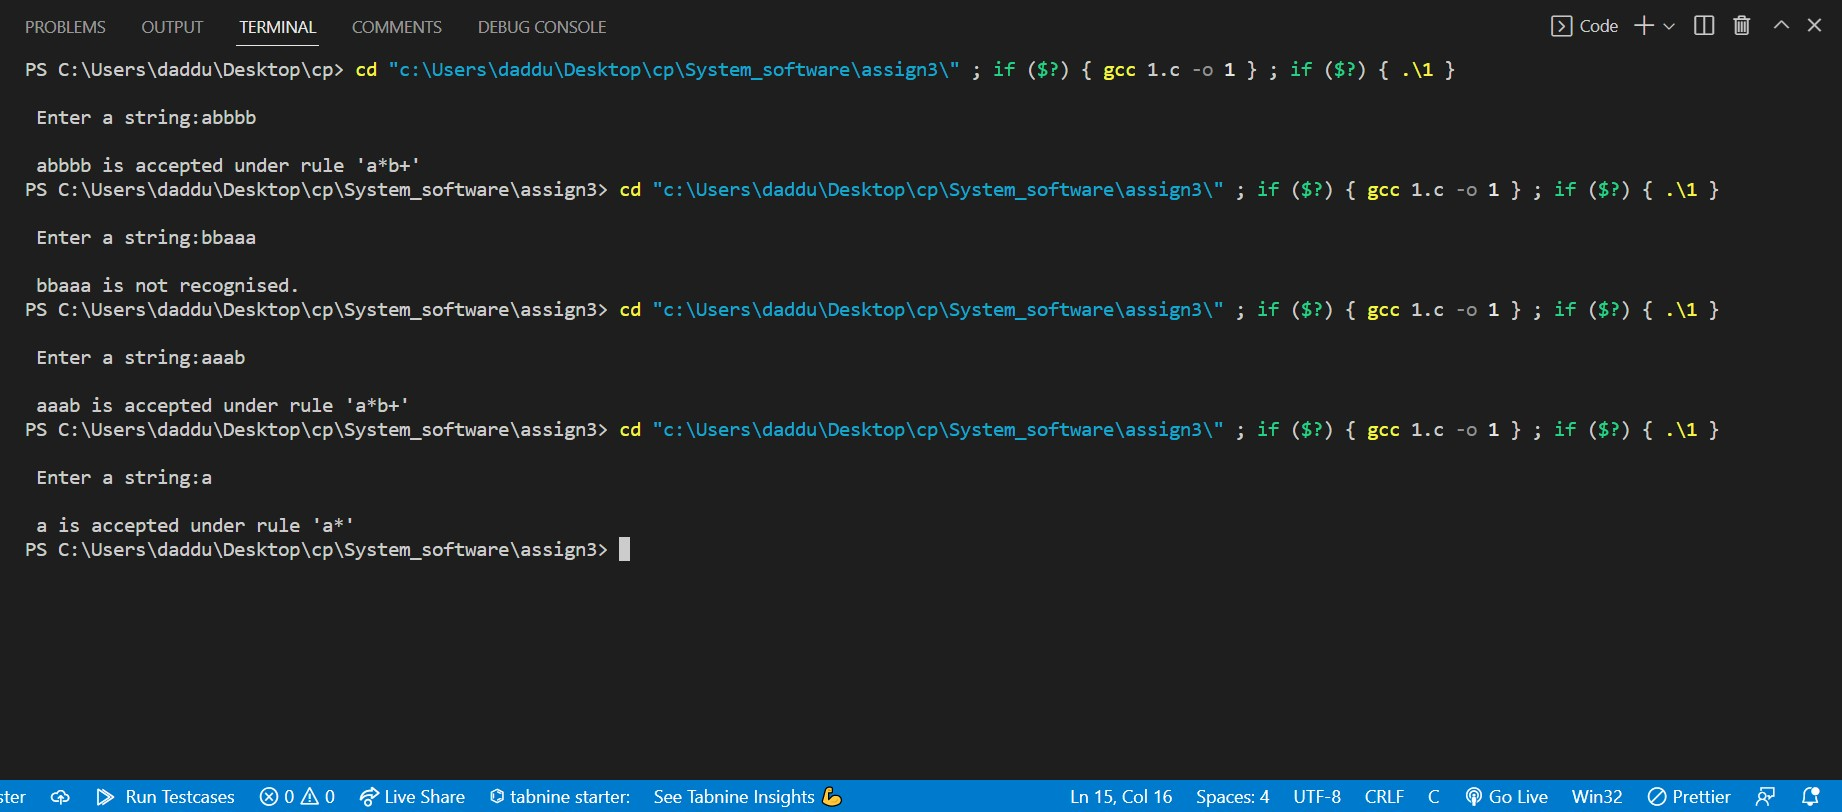 PROBLEMS OUTPUT TERMINAL COMMENTS DEBUG CONSOLE Code
PS C:\Users\daddu\Desktop\cp> cd "c:\Users\daddu\Desktop\cp\System_software\assign3\" ; if ($?) { gcc 1.c -o 1 } ; if ($?) { .\1 }
Enter a string:abbbb
abbbb is accepted under rule 'a*b+'
PS C:\Users\daddu\Desktop\cp\System_software\assign3> cd "c:\Users\daddu\Desktop\cp\System_software\assign3\" ; if ($?) { gcc 1.c -o 1 } ; if ($?) { .\1 }
Enter a string:bbaaa
bbaaa is not recognised.
PS C:\Users\daddu\Desktop\cp\System_software\assign3> cd "c:\Users\daddu\Desktop\cp\System_software\assign3\" ; if ($?) { gcc 1.c -o 1 } ; if ($?) { .\1 }
Enter a string:aaab
aaab is accepted under rule 'a*b+'
PS C:\Users\daddu\Desktop\cp\System_software\assign3> cd "c:\Users\daddu\Desktop\cp\System_software\assign3\" ; if ($?) { gcc 1.c -o 1 } ; if ($?) { .\1 }
Enter a string:a
a is accepted under rule 'a*'
PS C:\Users\daddu\Desktop\cp\System_software\assign3>
ster Run Testcases 0 0 Live Share tabnine starter: See Tabnine Insights 💪 Ln 15, Col 16 Spaces: 4 UTF-8 CRLF C Go Live Win32 Prettier